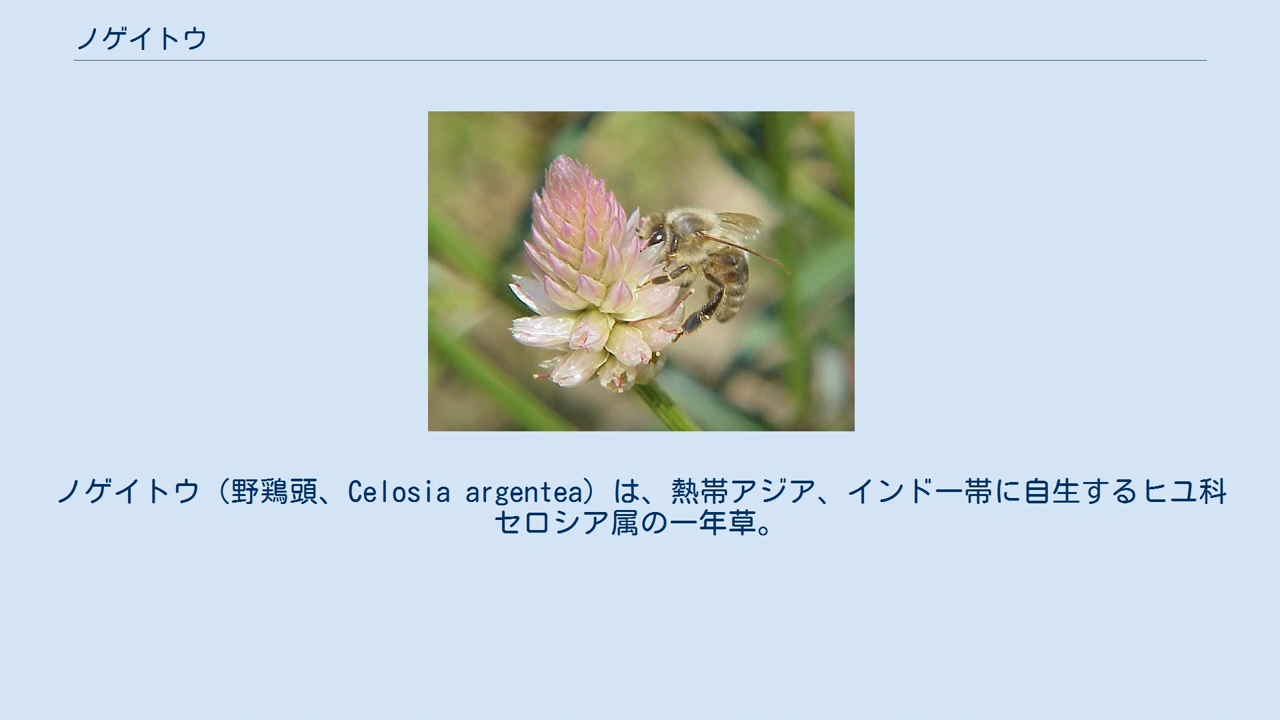 ノゲイトウ
ノゲイトウ（野鶏頭、Celosia argentea）は、熱帯アジア、インド一帯に自生するヒユ科
セロシア属の一年草。